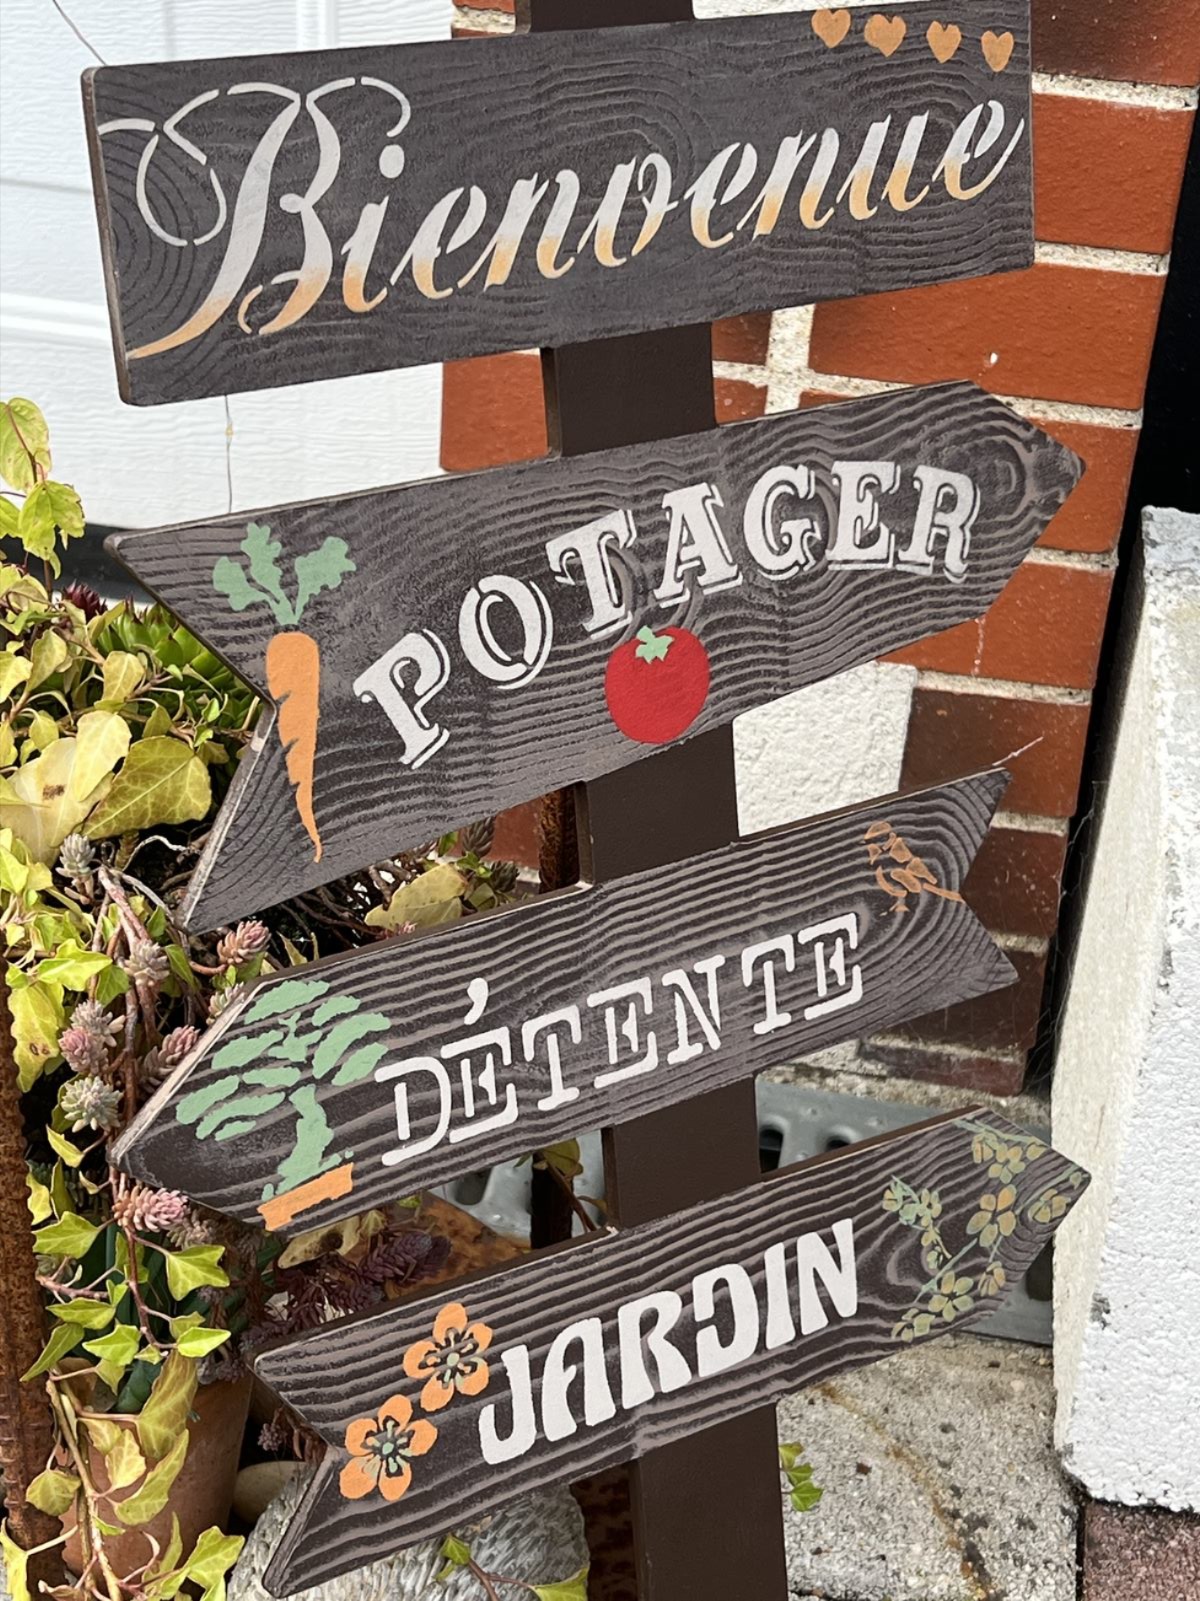 Bienvenue
POTAGER
DÉTENTE
JARDIN